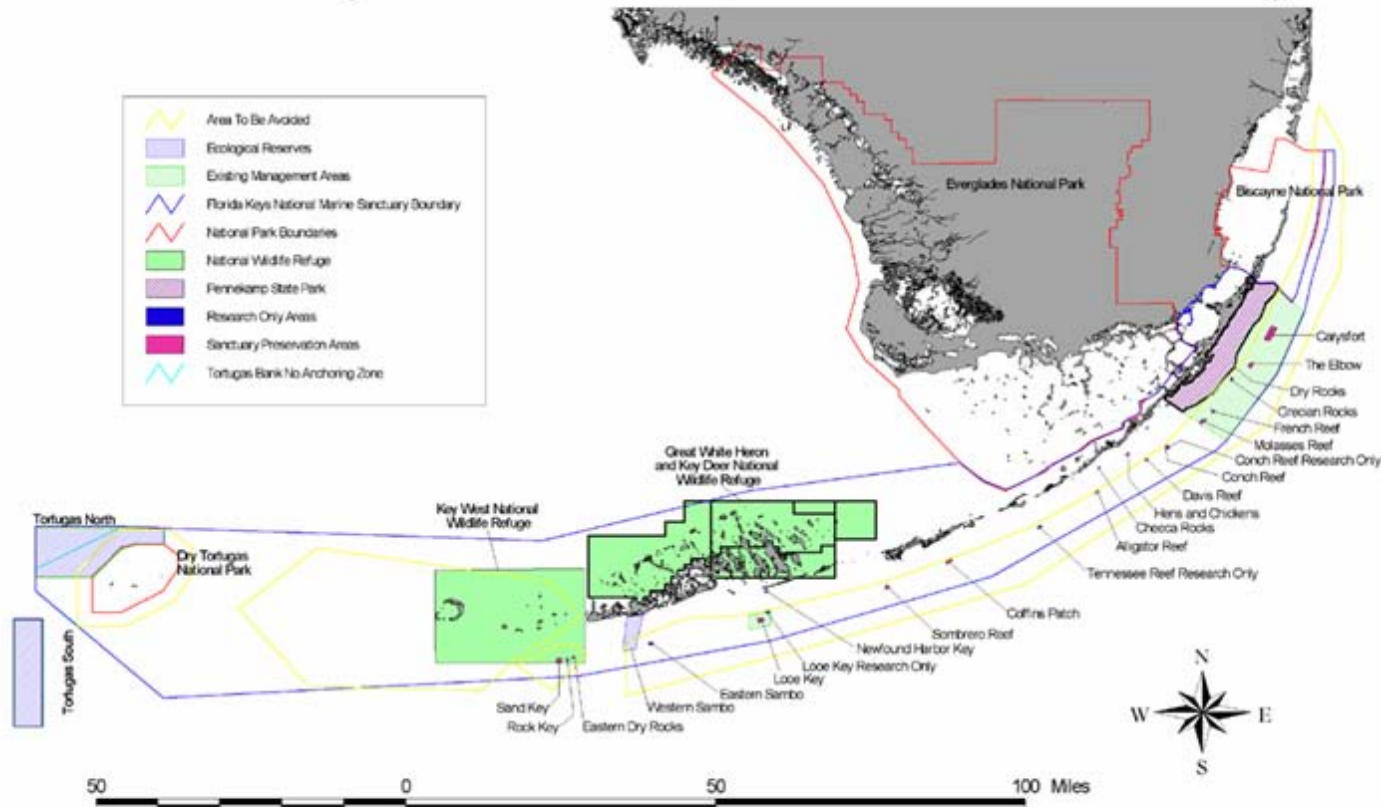 Area To Be Avoided
Ecological Reserves
Existing Management Areas
Florida Keys National Marine Sanctuary Boundary
National Park Boundaries
National Wildlife Refuge
Pennekamp State Park
Research Only Areas
Sanctuary Preservation Areas
Tortugas Bank No Anchoring Zone
Everglades National Park
Biscayne National Park
Carysfort
The Elbow
Dry Rocks
Grecian Rocks
French Reef
Molasses Reef
Conch Reef Research Only
Conch Reef
Davis Reef
Hens and Chickens
Checca Rocks
Alligator Reef
Tennessee Reef Research Only
Coffins Patch
Sombrero Reef
Newfound Harbor Key
Looe Key Research Only
Looe Key
Eastern Sambo
Western Sambo
Eastern Dry Rocks
Rock Key
Sand Key
Great White Heron
and Key Deer National
Wildlife Refuge
Key West National
Wildlife Refuge
Tortugas North
Dry Tortugas
National Park
Tortugas South
N
W E
S
50 0 50 100 Miles